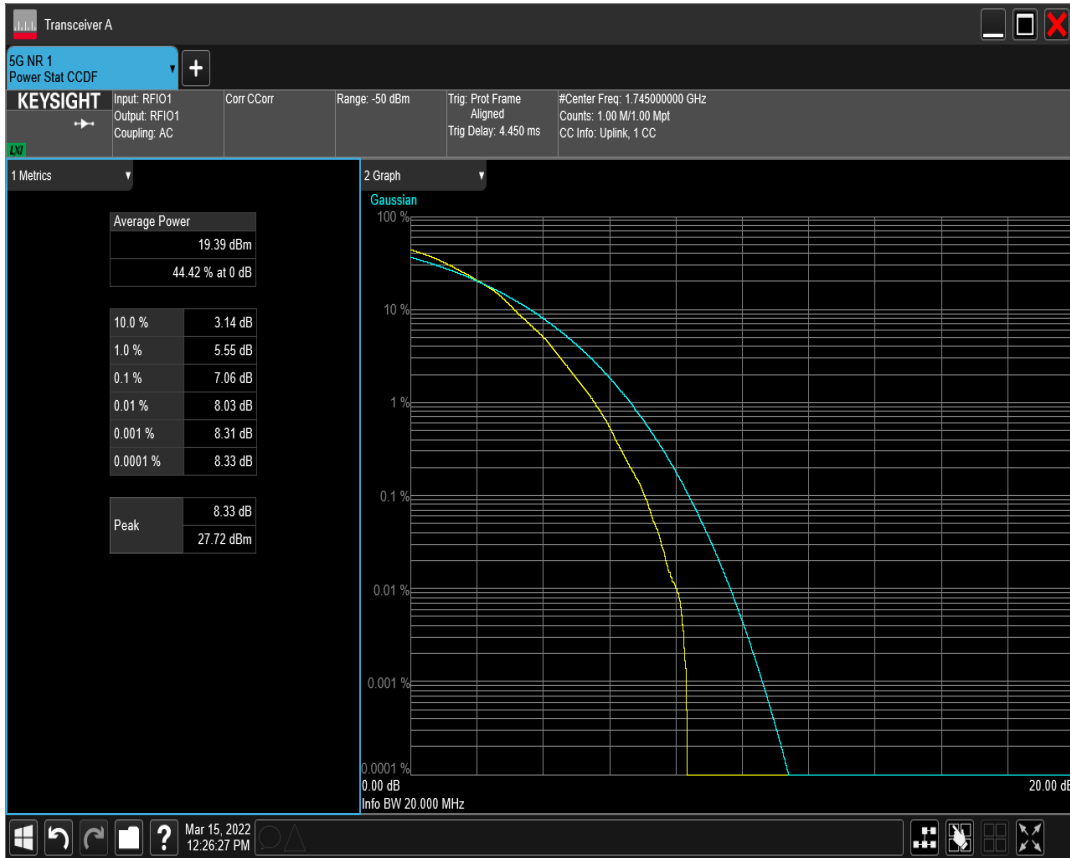 Transceiver A
5G NR 1
Power Stat CCDF
+
KEYSIGHT
LXI
Input: RFIO1
Output: RFIO1
Coupling: AC
Corr CCorr
Range: -50 dBm
Trig: Prot Frame
Aligned
Trig Delay: 4.450 ms
#Center Freq: 1.745000000 GHz
Counts: 1.00 M/1.00 Mpt
CC Info: Uplink, 1 CC
1 Metrics
Average Power
19.39 dBm
44.42 % at 0 dB
10.0 % 3.14 dB
1.0 % 5.55 dB
0.1 % 7.06 dB
0.01 % 8.03 dB
0.001 % 8.31 dB
0.0001 % 8.33 dB
Peak
8.33 dB
27.72 dBm
2 Graph
Gaussian
100 %
10 %
1 %
0.1 %
0.01 %
0.001 %
0.0001 %
0.00 dB
20.00 dB
Info BW 20.000 MHz
?
Mar 15, 2022
12:26:27 PM